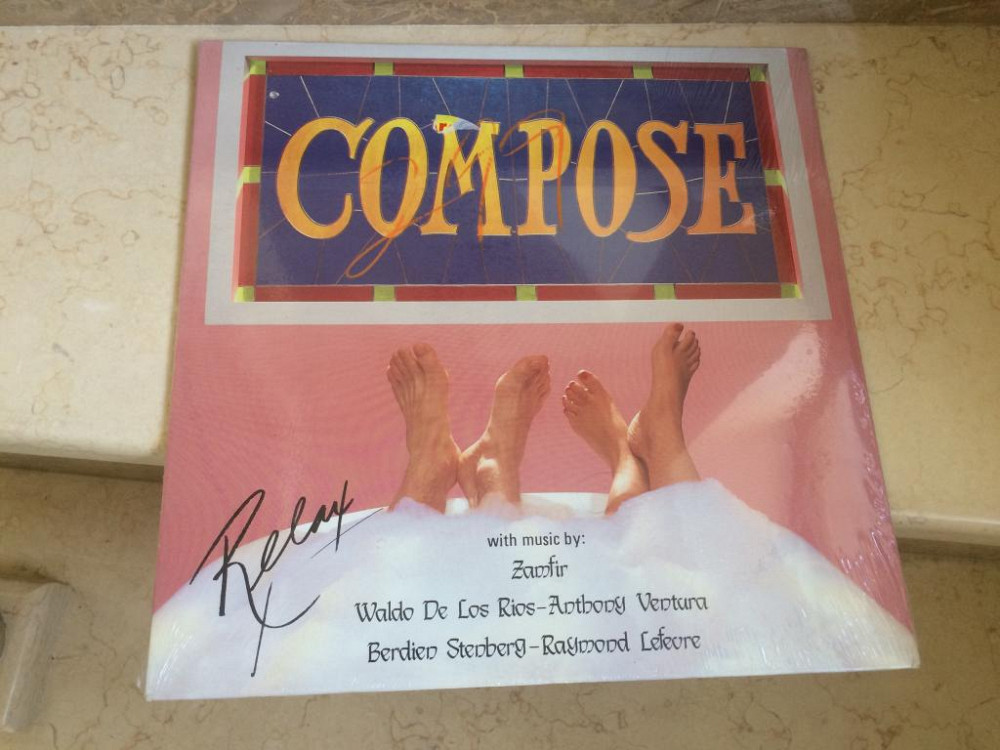 COMPOSE
Relax
with music by:
Zamfir
Waldo De Los Rios-Anthony Ventura
Berdien Stenberg-Raymond Lefevre